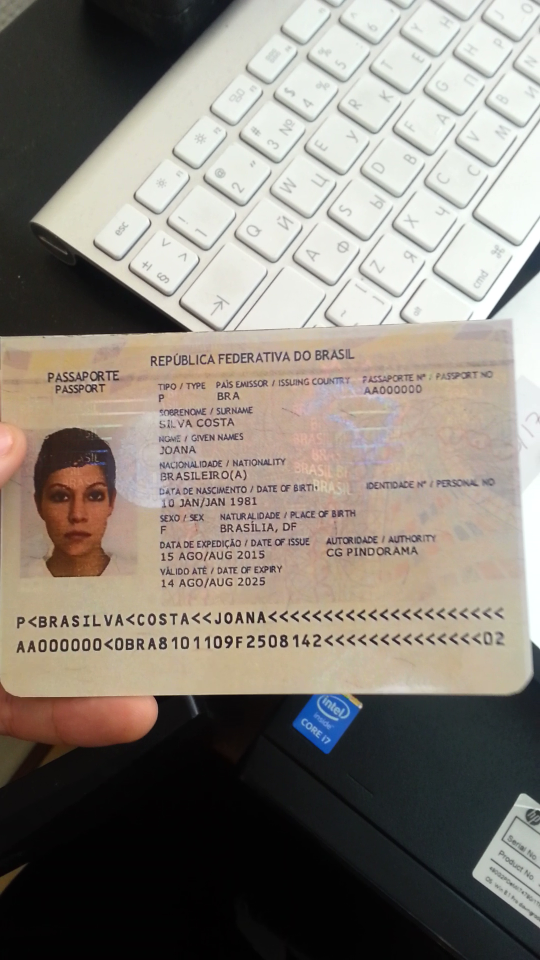 esc
REPÚBLICA FEDERATIVA DO BRASIL
PASSAPORTE
PASSPORT
TIPO / TYPE PAÍS EMISSOR / ISSUING COUNTRY PASSAPORTE Nº / PASSPORT NO
P BRA AA000000
SOBRENOME / SURNAME
SILVA COSTA
NOME / GIVEN NAMES
JOANA
NACIONALIDADE / NATIONALITY
BRASILEIRO(A)
DATA DE NASCIMENTO / DATE OF BIRTH IDENTIDADE Nº / PERSONAL NO
10 JAN/JAN 1981
SEXO / SEX NATURALIDADE / PLACE OF BIRTH
F BRASÍLIA, DF
DATA DE EXPEDIÇÃO / DATE OF ISSUE AUTORIDADE / AUTHORITY
15 AGO/AUG 2015 CG PINDORAMA
VÁLIDO ATÉ / DATE OF EXPIRY
14 AGO/AUG 2025
P<BRASILVA<COSTA<<JOANA<<<<<<<<<<<<<<<<<<<<<
AA000000<0BRA8101109F2508142<<<<<<<<<<<<<<02
intel
inside
CORE i7
hp
Serial No.
Product No.